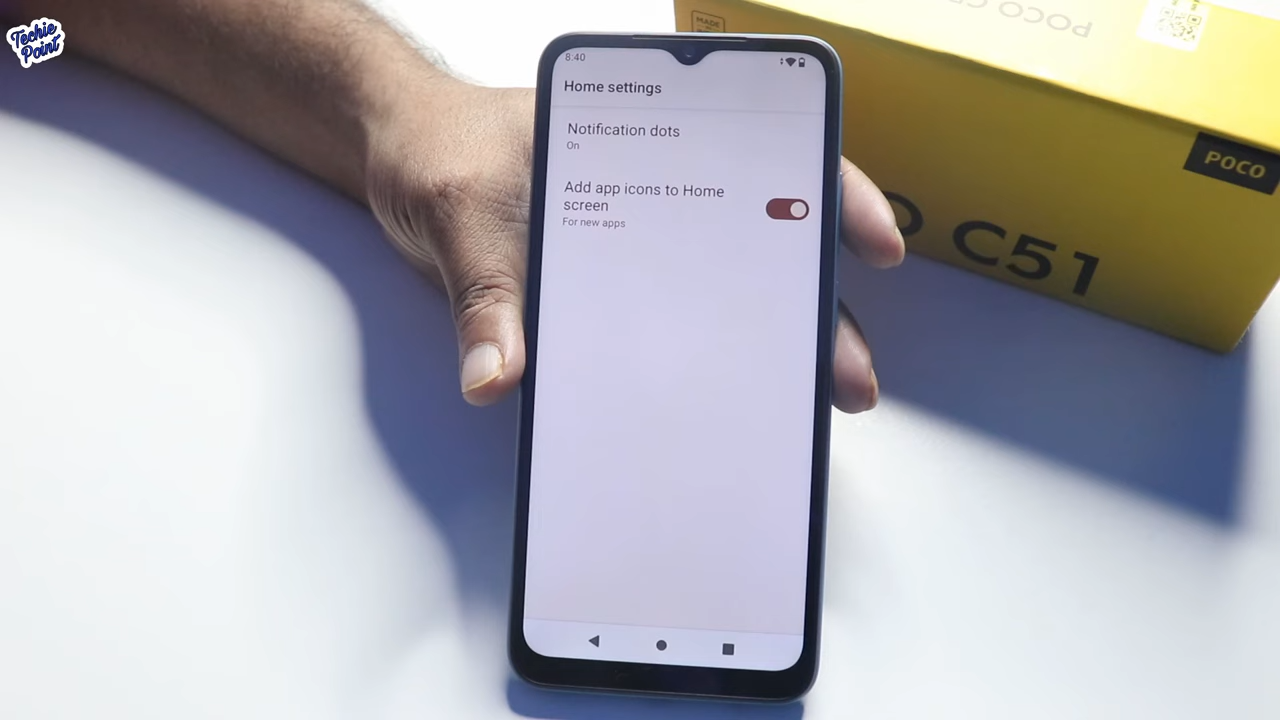 Techie
Point
8:40
Home settings
Notification dots
On
Add app icons to Home
screen
For new apps
MADE
POCO
POCO
C51